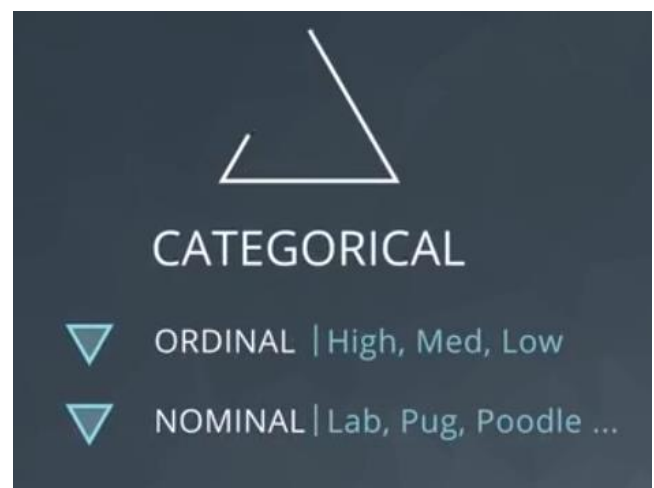 CATEGORICAL
ORDINAL | High, Med, Low
NOMINAL | Lab, Pug, Poodle ...